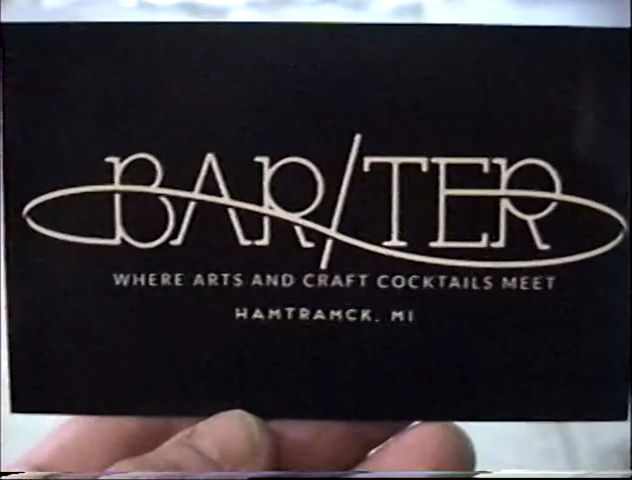 BAR/TER
WHERE ARTS AND CRAFT COCKTAILS MEET
HAMTRAMCK, MI